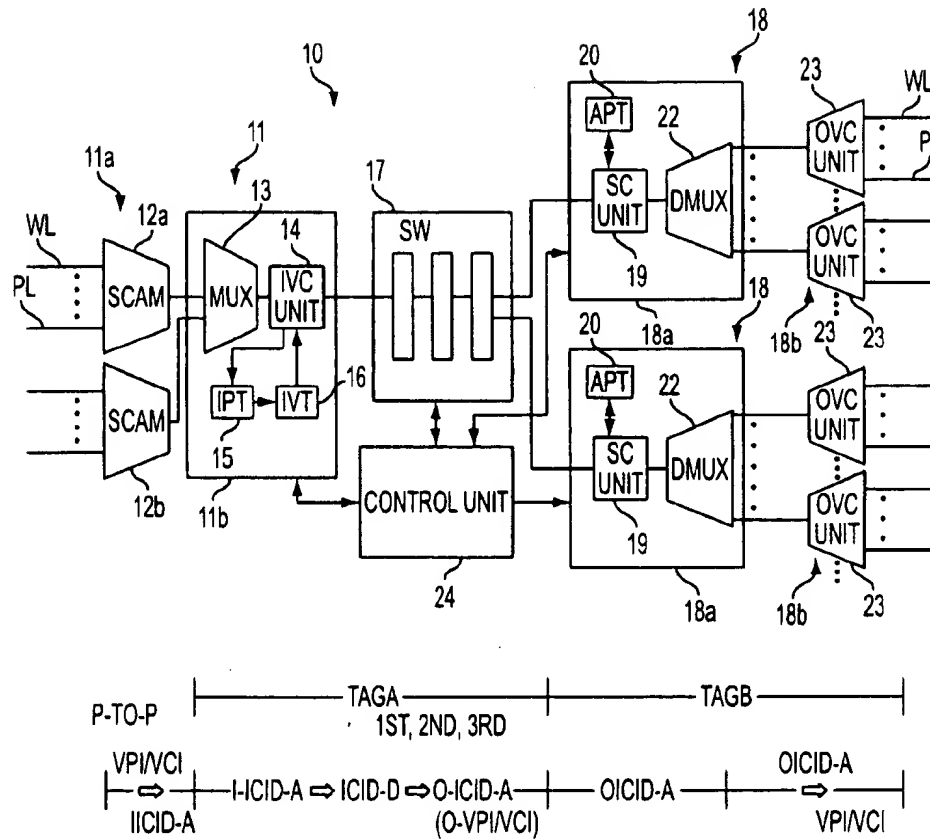 18
20
23
WL
10
APT
22
OVC
UNIT
P
11a
11
13
17
SC
UNIT
DMUX
12a
14
SW
OVC
UNIT
WL
IVC
UNIT
19
18
23
PL
SCAM
MUX
18a
18b
23
20
16
APT
22
OVC
UNIT
SCAM
IPT
IVT
15
SC
UNIT
DMUX
12b
11b
CONTROL UNIT
OVC
UNIT
19
24
18a
18b
23
TAGA
TAGB
P-TO-P
1ST, 2ND, 3RD
VPI/VCI
OICID-A
⇨
I-ICID-A ⇨ ICID-D ⇨ O-ICID-A
OICID-A
⇨
IICID-A
(O-VPI/VCI)
VPI/VCI